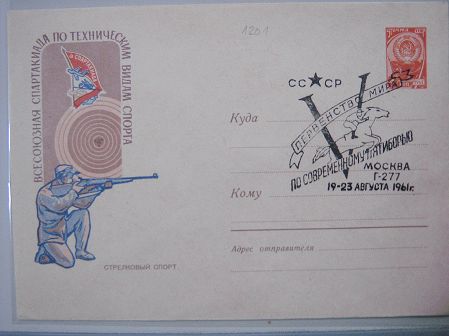 1201
ВСЕСОЮЗНАЯ СПАРТАКИАДА ПО ТЕХНИЧЕСКИМ ВИДАМ СПОРТА
СТРЕЛКОВЫЙ СПОРТ
СССР
V
ПЕРВЕНСТВО МИРА
ПО СОВРЕМЕННОМУ ПЯТИБОРЬЮ
МОСКВА
Г-277
19-23 АВГУСТА 1961г.
Куда
Кому
Адрес отправителя